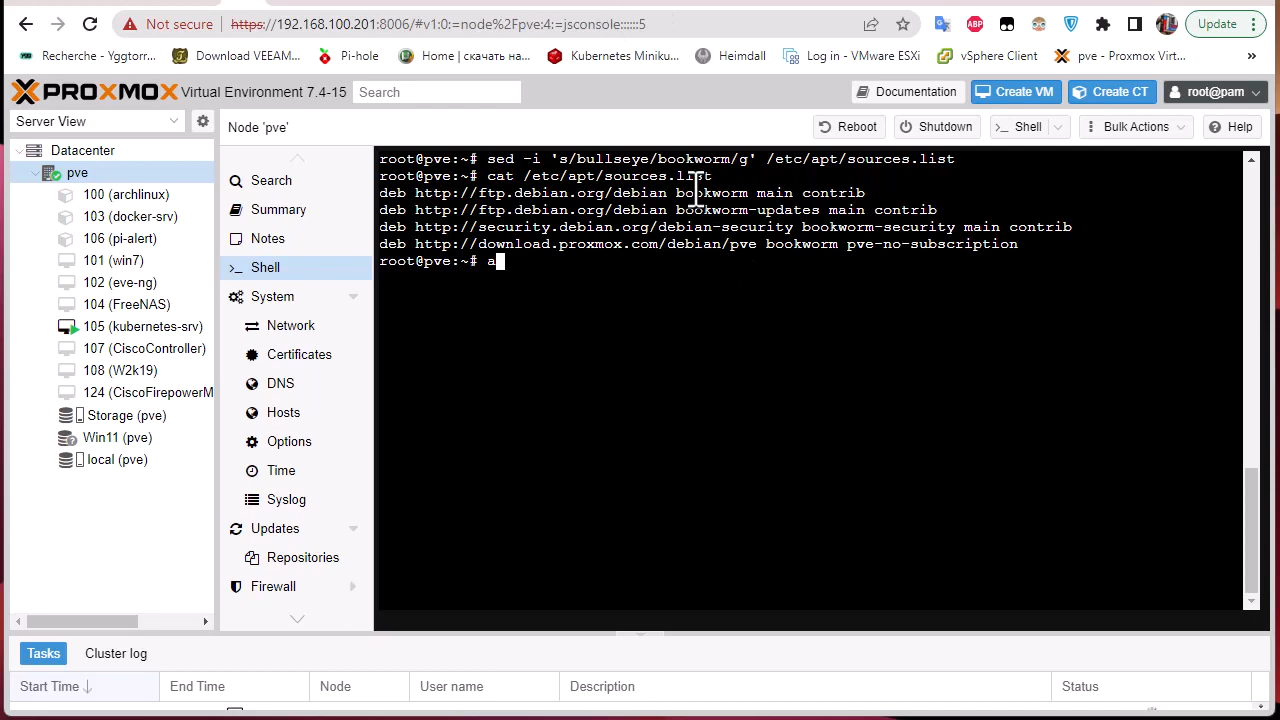 Not secure https://192.168.100.201:8006/#v1:0:=node%2Fpve:4:=jsconsole::::::5 Update
Recherche - Yggtorr... Download VEEAM... Pi-hole Home | скачать на... Kubernetes Miniku... Heimdall Log in - VMware ESXi vSphere Client pve - Proxmox Virt... »
PROXMOX Virtual Environment 7.4-15 Search Documentation Create VM Create CT root@pam
Server View
Node 'pve' Reboot Shutdown Shell Bulk Actions Help
Datacenter
pve
100 (archlinux)
103 (docker-srv)
106 (pi-alert)
101 (win7)
102 (eve-ng)
104 (FreeNAS)
105 (kubernetes-srv)
107 (CiscoController)
108 (W2k19)
124 (CiscoFirepowerM
Storage (pve)
Win11 (pve)
local (pve)
Search
Summary
Notes
Shell
System
Network
Certificates
DNS
Hosts
Options
Time
Syslog
Updates
Repositories
Firewall
root@pve:~# sed -i 's/bullseye/bookworm/g' /etc/apt/sources.list
root@pve:~# cat /etc/apt/sources.list
deb http://ftp.debian.org/debian bookworm main contrib
deb http://ftp.debian.org/debian bookworm-updates main contrib
deb http://security.debian.org/debian-security bookworm-security main contrib
deb http://download.proxmox.com/debian/pve bookworm pve-no-subscription
root@pve:~# a
Tasks Cluster log
Start Time End Time Node User name Description Status